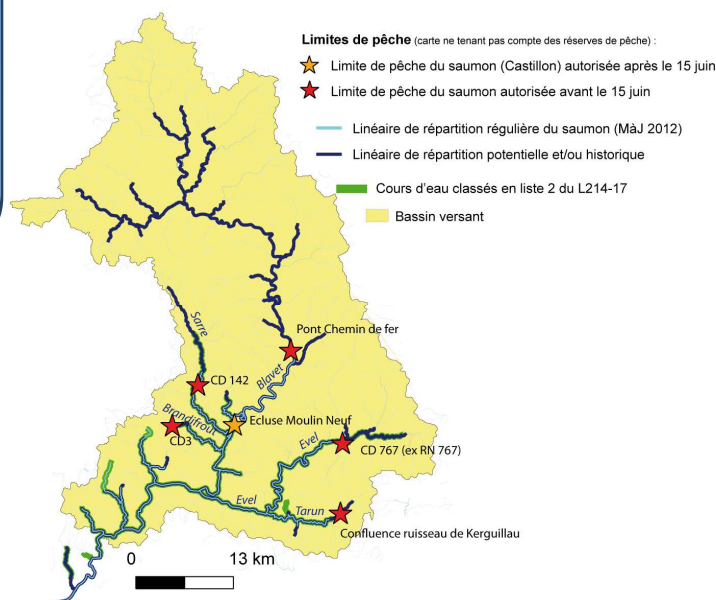 Limites de pêche (carte ne tenant pas compte des réserves de pêche) :
Limite de pêche du saumon (Castillon) autorisée après le 15 juin
Limite de pêche du saumon autorisée avant le 15 juin
Linéaire de répartition régulière du saumon (MàJ 2012)
Linéaire de répartition potentielle et/ou historique
Cours d'eau classés en liste 2 du L214-17
Bassin versant
Sarre
Pont Chemin de fer
Blavet
CD 142
Brandifrout
Ecluse Moulin Neuf
CD3
Evel
CD 767 (ex RN 767)
Evel
Tarun
Confluence ruisseau de Kerguillau
0 13 km